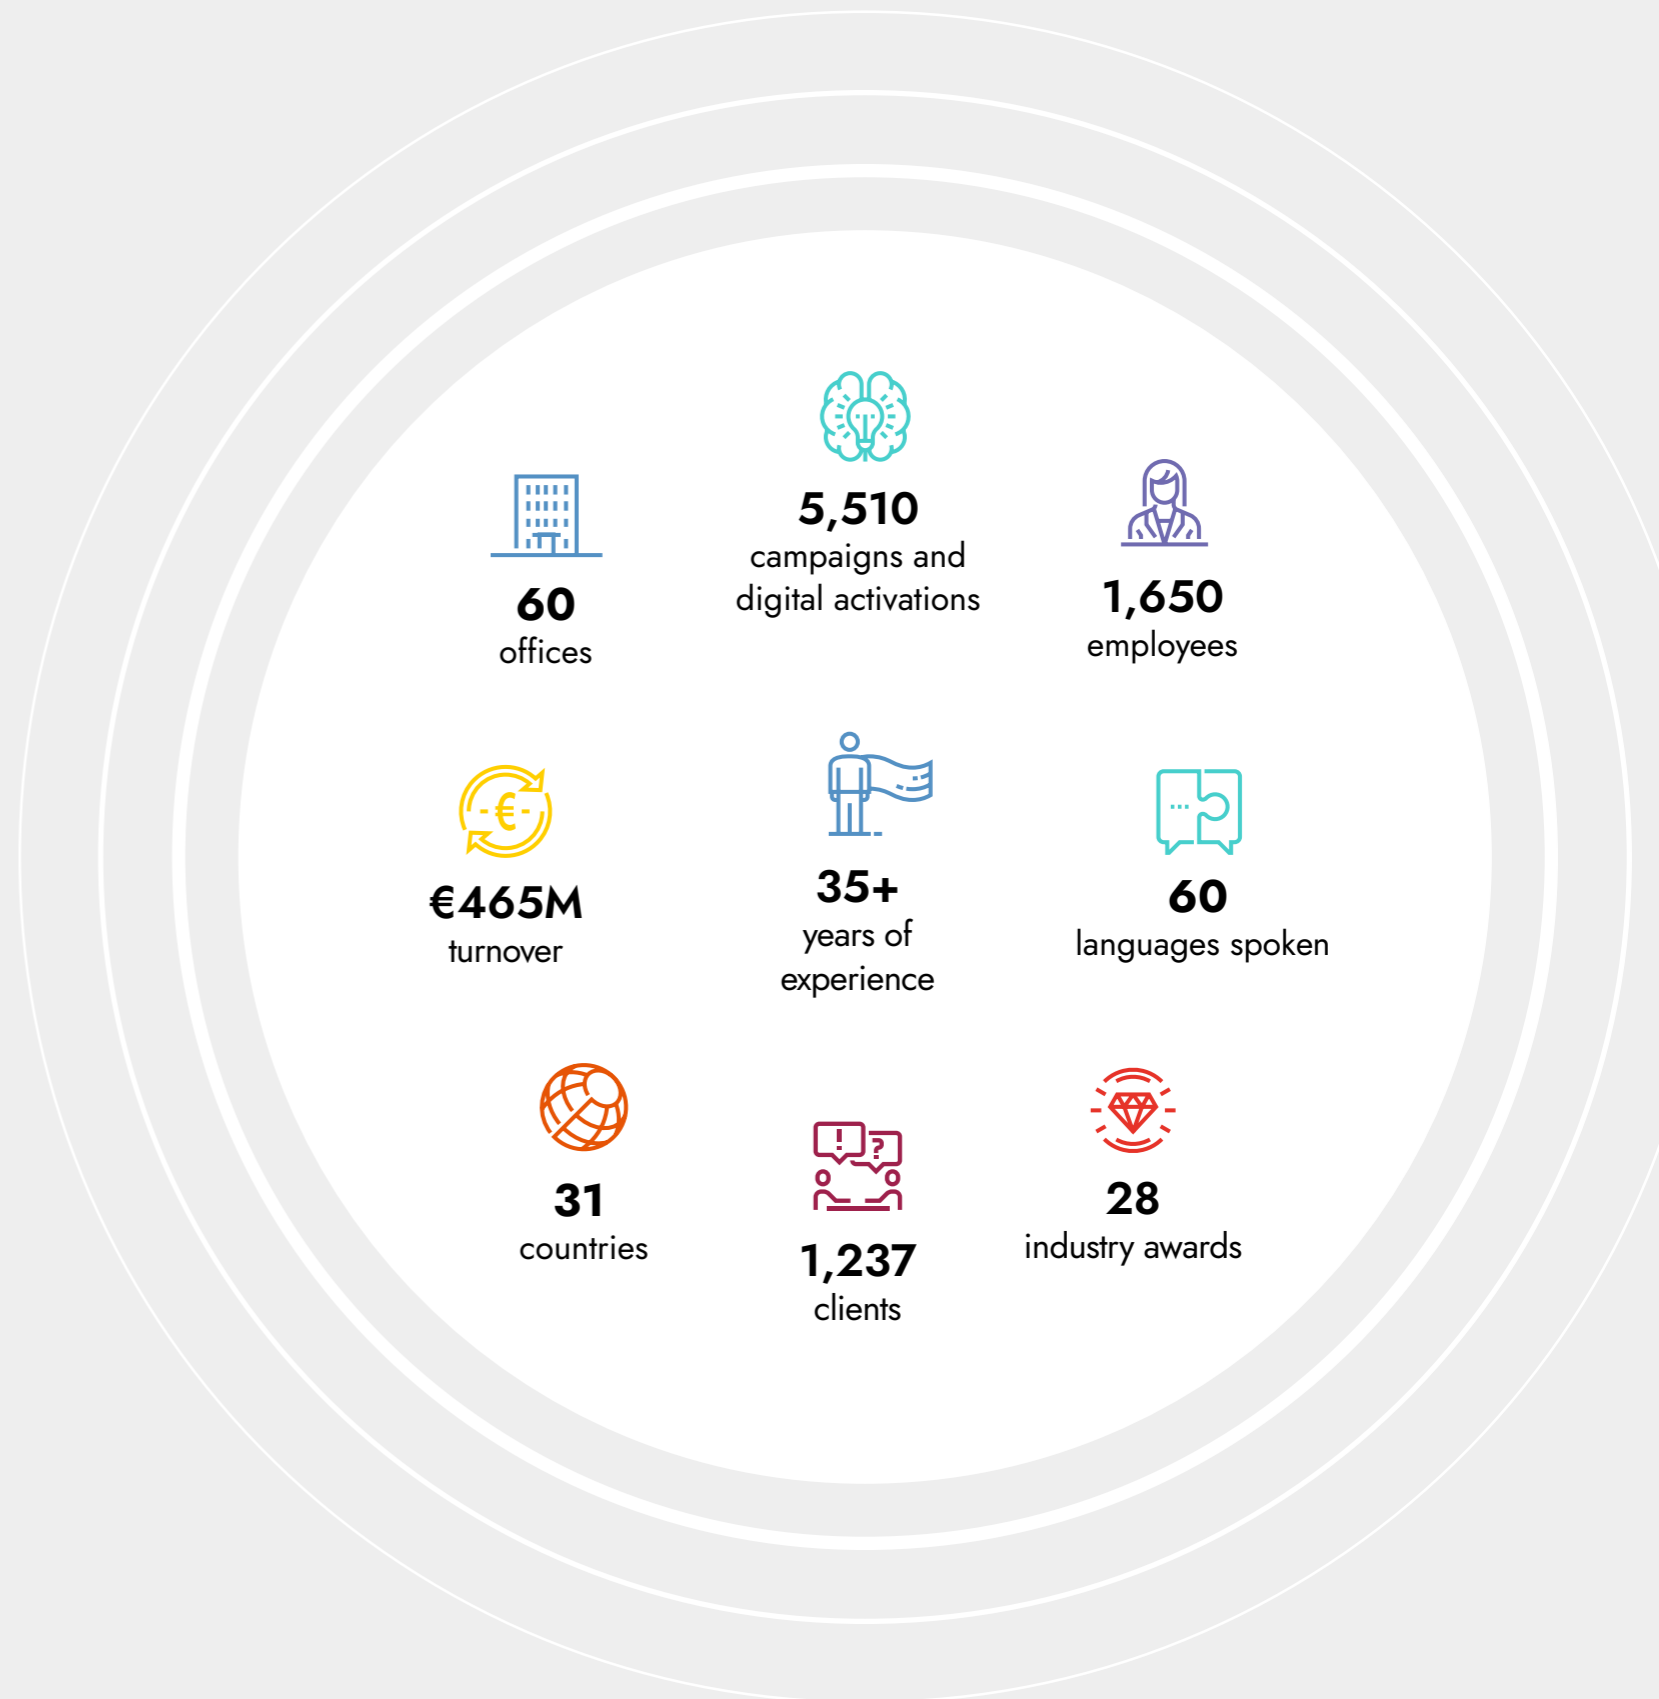 5,510
campaigns and
digital activations
60
offices
1,650
employees
€465M
turnover
35+
years of
experience
60
languages spoken
31
countries
1,237
clients
28
industry awards